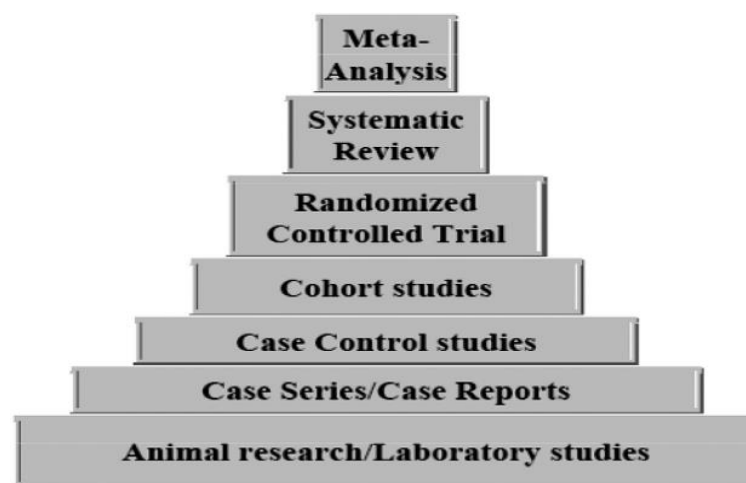 Meta-
Analysis
Systematic
Review
Randomized
Controlled Trial
Cohort studies
Case Control studies
Case Series/Case Reports
Animal research/Laboratory studies